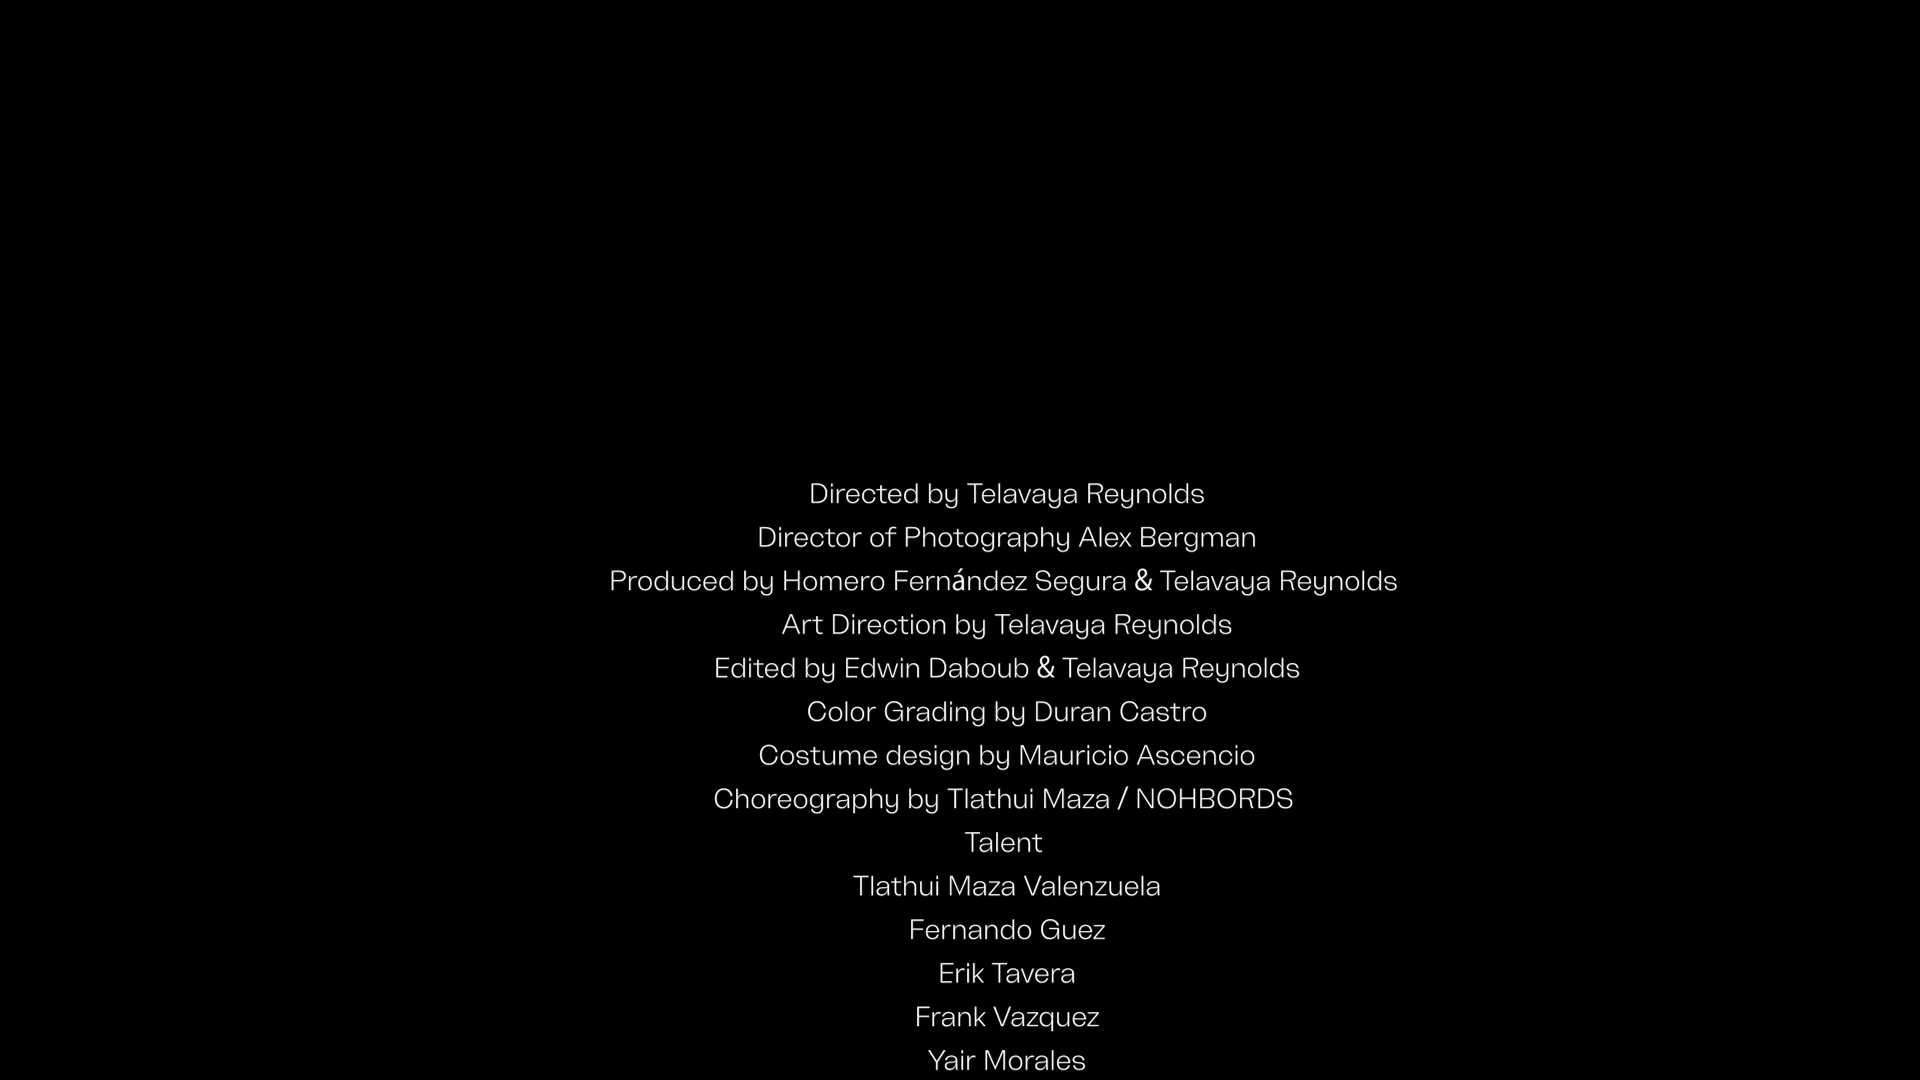 Directed by Telavaya Reynolds
Director of Photography Alex Bergman
Produced by Homero Fernández Segura & Telavaya Reynolds
Art Direction by Telavaya Reynolds
Edited by Edwin Daboub & Telavaya Reynolds
Color Grading by Duran Castro
Costume design by Mauricio Ascencio
Choreography by Tlathui Maza / NOHBORDS
Talent
Tlathui Maza Valenzuela
Fernando Guez
Erik Tavera
Frank Vazquez
Yair Morales